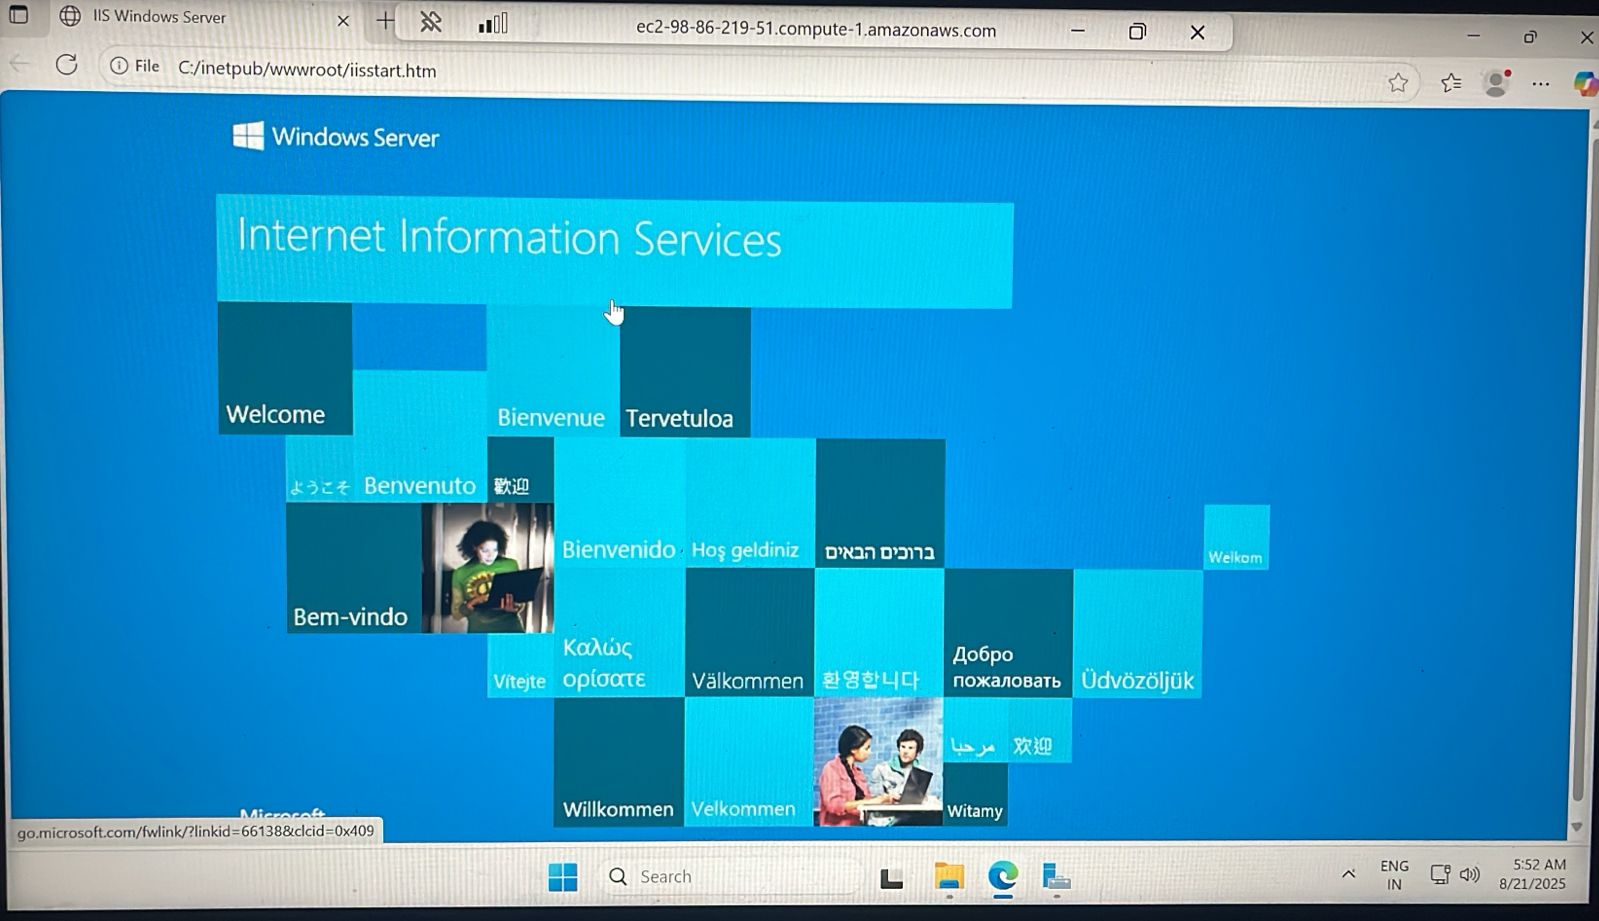 IIS Windows Server
ec2-98-86-219-51.compute-1.amazonaws.com
File C:/inetpub/wwwroot/iisstart.htm
Windows Server
Internet Information Services
Welcome
Bienvenue
Tervetuloa
ようこそ
Benvenuto
歡迎
Bienvenido
Hoş geldiniz
ברוכים הבאים
Welkom
Bem-vindo
Vítejte
Καλώς
ορίσατε
Välkommen
환영합니다
Добро
пожаловать
Üdvözöljük
Willkommen
Velkommen
مرحبا
欢迎
Witamy
Microsoft
go.microsoft.com/fwlink/?linkid=66138&clcid=0x409
Search
ENG
IN
5:52 AM
8/21/2025